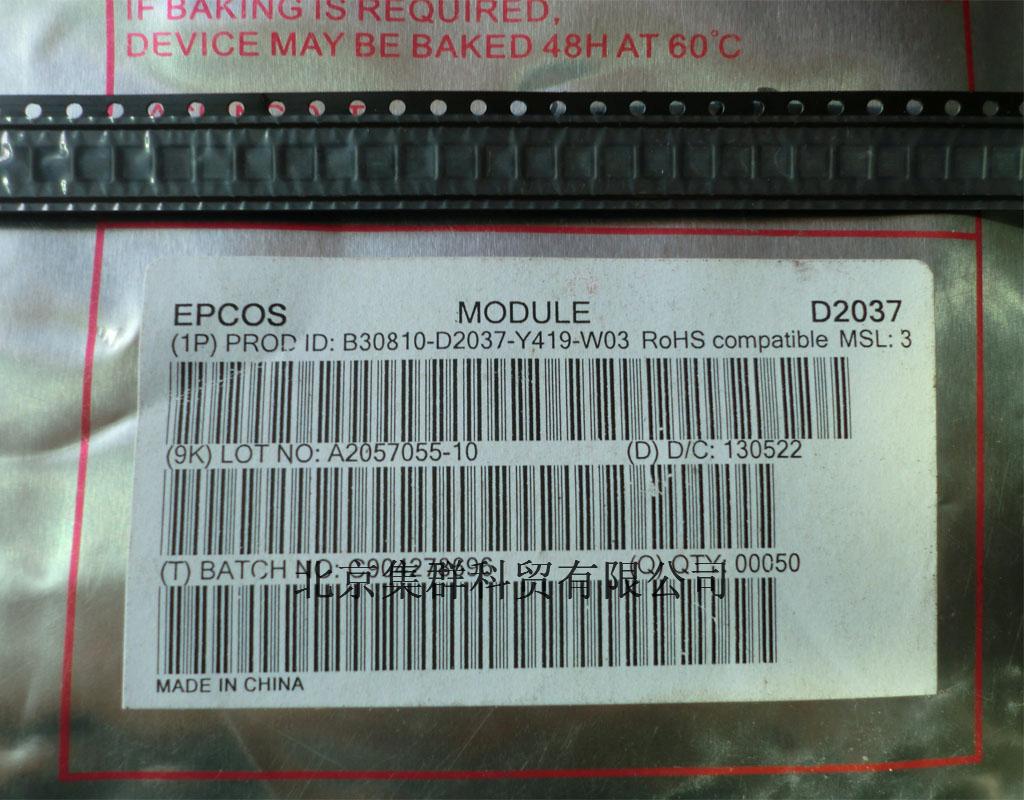 IF BAKING IS REQUIRED,
DEVICE MAY BE BAKED 48H AT 60°C
EPCOS MODULE D2037
(1P) PROD ID: B30810-D2037-Y419-W03 RoHS compatible MSL: 3
(9K) LOT NO: A2057055-10 (D) D/C: 130522
(T) BATCH NO: (Q) QTY: 00050
北京集群科贸有限公司
MADE IN CHINA